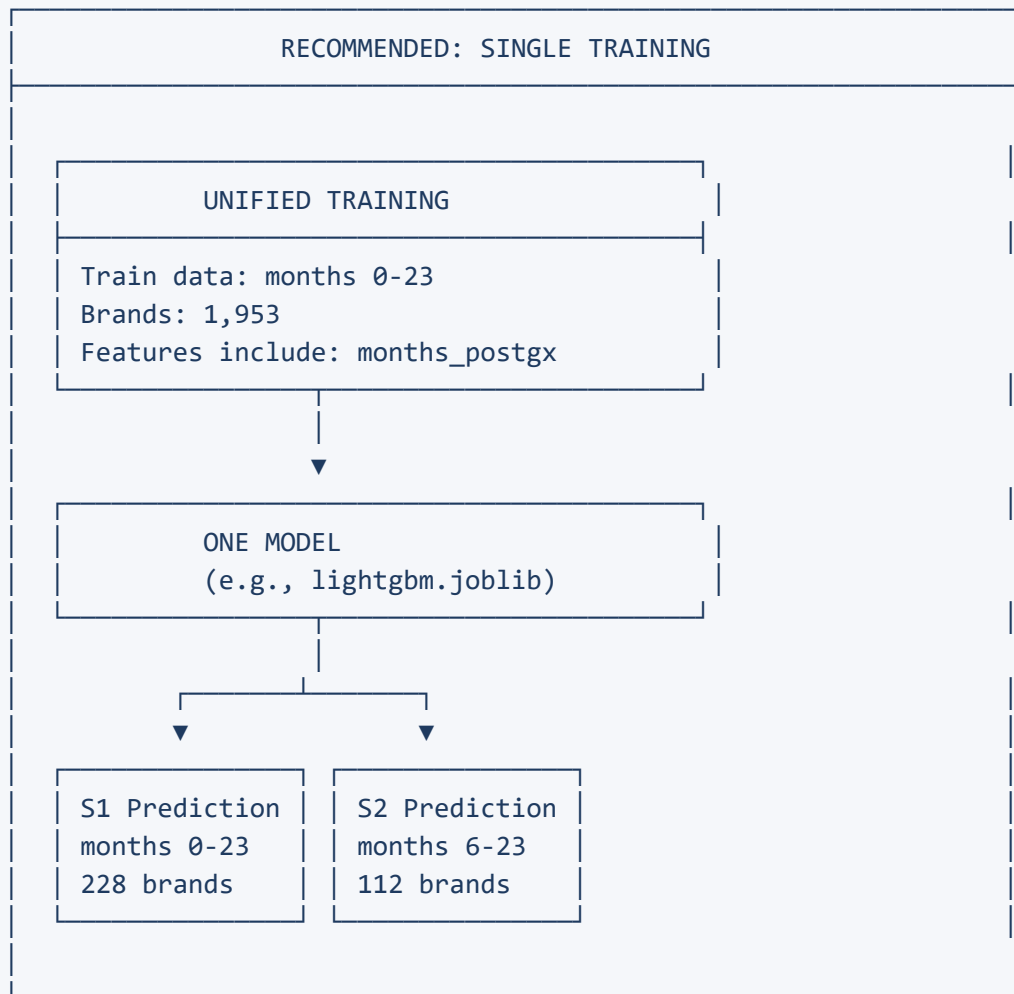 RECOMMENDED: SINGLE TRAINING
UNIFIED TRAINING
Train data: months 0-23
Brands: 1,953
Features include: months_postgx
ONE MODEL
(e.g., lightgbm.joblib)
S1 Prediction
months 0-23
228 brands
S2 Prediction
months 6-23
112 brands